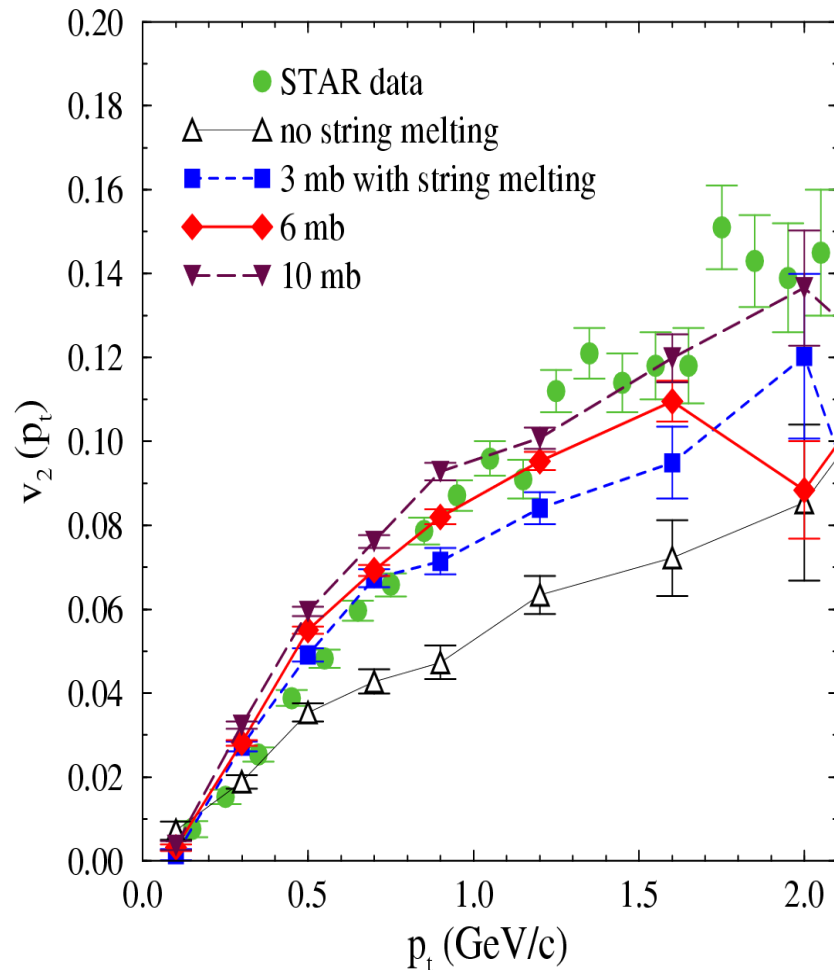 0.20
0.18
0.16
0.14
0.12
0.10
0.08
0.06
0.04
0.02
0.00
v2 (pt)
STAR data
no string melting
3 mb with string melting
6 mb
10 mb
0.0 0.5 1.0 1.5 2.0
pt (GeV/c)